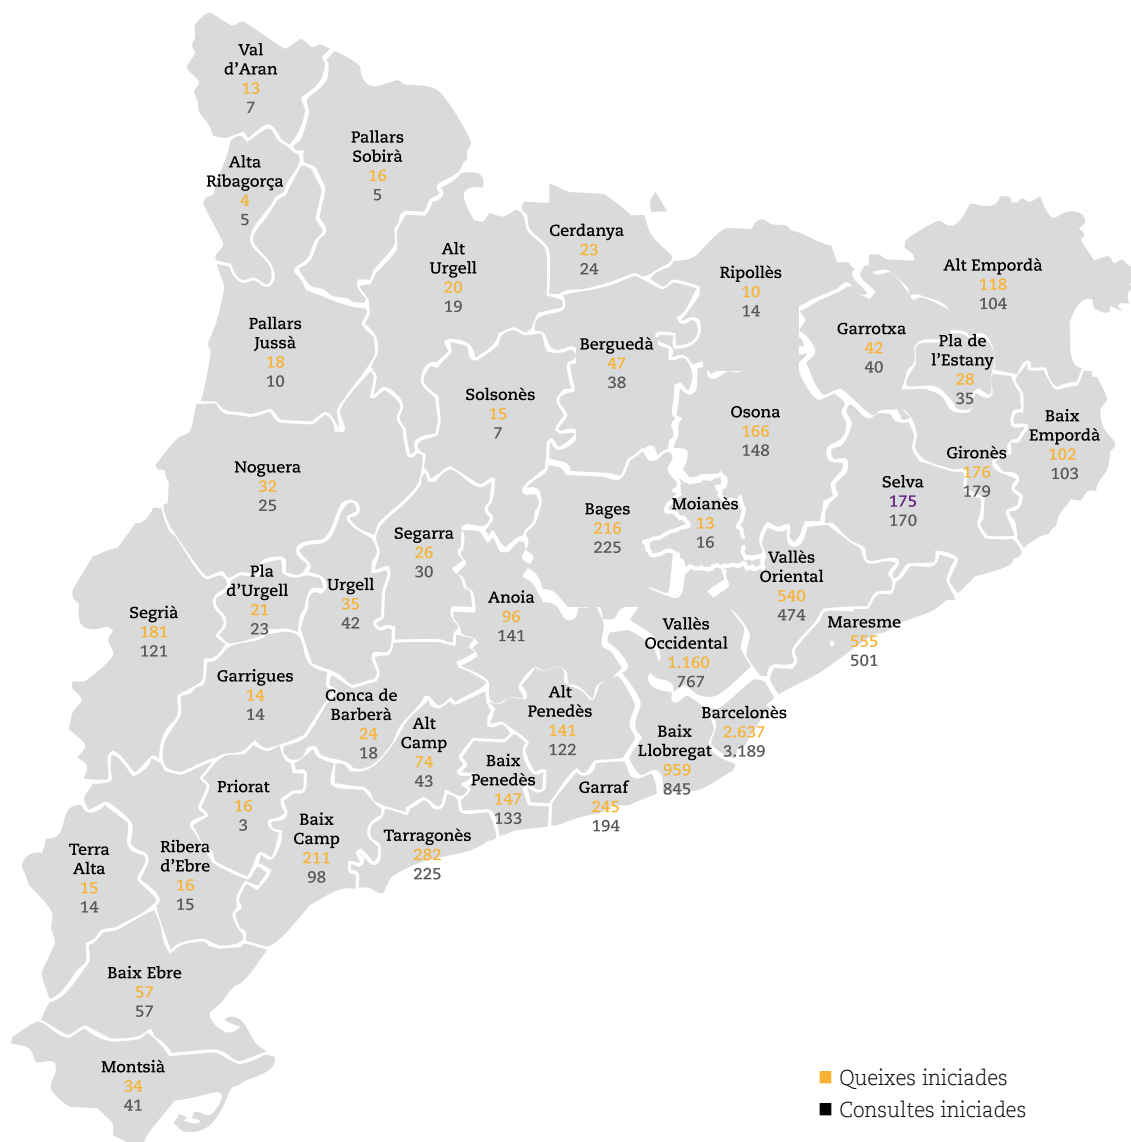 Val
d'Aran
13
7
Pallars
Sobirà
16
5
Alta
Ribagorça
4
5
Cerdanya
23
24
Alt
Urgell
20
19
Ripollès
10
14
Alt Empordà
118
104
Pallars
Jussà
18
10
Berguedà
47
38
Garrotxa
42
40
Pla de
l'Estany
28
35
Solsonès
15
7
Osona
166
148
Baix
Empordà
102
103
Gironès
176
179
Noguera
32
25
Selva
175
170
Bages
216
225
Moianès
13
16
Segarra
26
30
Vallès
Oriental
540
474
Pla
d'Urgell
21
23
Urgell
35
42
Anoia
96
141
Segrià
181
121
Vallès
Occidental
1.160
767
Maresme
555
501
Garrigues
14
14
Conca de
Barberà
24
18
Alt
Penedès
141
122
Barcelonès
2.637
3.189
Alt
Camp
74
43
Baix
Llobregat
959
845
Baix
Penedès
147
133
Garraf
245
194
Priorat
16
3
Baix
Camp
211
98
Tarragonès
282
225
Terra
Alta
15
14
Ribera
d'Ebre
16
15
Baix Ebre
57
57
Montsià
34
41
Queixes iniciades
Consultes iniciades